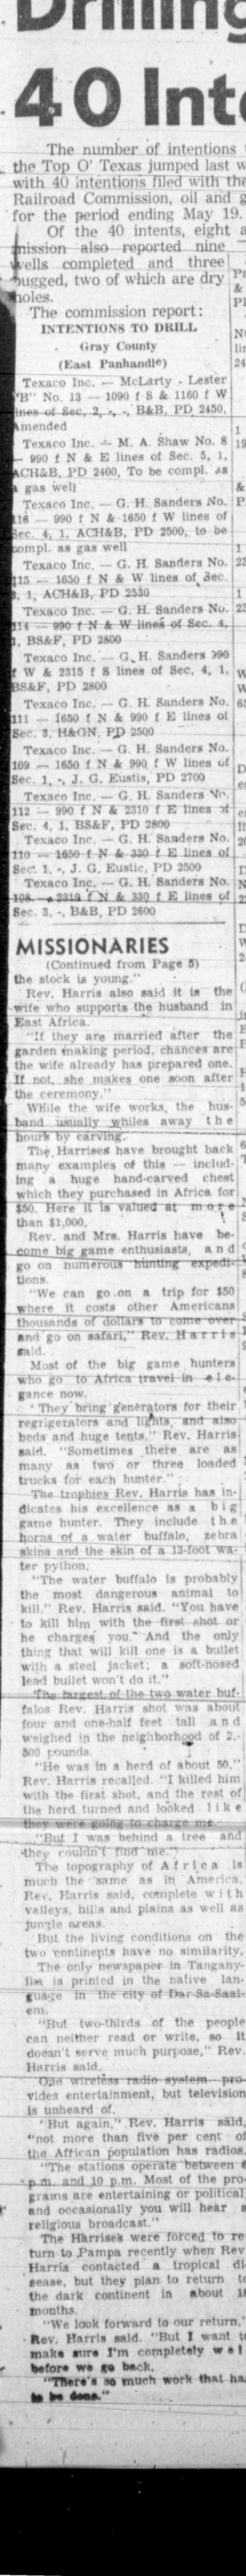 Drilling
40 Int
The number of intentions
the Top O' Texas jumped last w
with 40 intentions filed with the
Railroad Commission, oil and g
for the period ending May 19.
Of the 40 intents, eight a
mission also reported nine
wells completed and three
plugged, two of which are dry
holes.
The commission report:
INTENTIONS TO DRILL
Gray County
(East Panhandle)
Texaco Inc. — McLarty - Lester
"B" No. 13 — 1090 f S & 1160 f W
lines of Sec. 2, -, -, B&B, PD 2450,
Amended
Texaco Inc. — M. A. Shaw No. 8
— 990 f N & E lines of Sec. 5, 1,
ACH&B, PD 2400, To be compl. as
a gas well
Texaco Inc. — G. H. Sanders No.
116 — 990 f N & 1650 f W lines of
Sec. 4, 1, ACH&B, PD 2500, to be
compl. as gas well
Texaco Inc. — G. H. Sanders No.
115 — 1650 f N & W lines of Sec.
3, 1, ACH&B, PD 2530
Texaco Inc. — G. H. Sanders No.
114 — 990 f N & W lines of Sec. 4,
1, BS&F, PD 2800
Texaco Inc. — G. H. Sanders 990
f W & 2315 f S lines of Sec, 4, 1,
BS&F, PD 2800
Texaco Inc. — G. H. Sanders No.
111 — 1650 f N & 990 f E lines of
Sec. 3, H&GN, PD 2500
Texaco Inc. — G. H. Sanders No.
109 — 1650 f N & 990 f W lines of
Sec. 1, -, J. G. Eustis, PD 2700
Texaco Inc. — G. H. Sanders No.
112 — 990 f N & 2310 f E lines of
Sec. 4, 1, BS&F, PD 2800
Texaco Inc. — G. H. Sanders No.
110 — 1650 f N & 330 f E lines of
Sec. 1, -, J. G. Eustic, PD 2500
Texaco Inc. — G. H. Sanders No.
108 — 2310 f N & 330 f E lines of
Sec. 3, -, B&B, PD 2600
MISSIONARIES
(Continued from Page 5)
the stock is young."
Rev. Harris also said it is the
wife who supports the husband in
East Africa.
"If they are married after the
garden making period, chances are
the wife already has prepared one.
If not, she makes one soon after
the ceremony."
While the wife works, the hus-
band usually whiles away the
hours by carving.
The Harrises have brought back
many examples of this — includ-
ing a huge hand-carved chest
which they purchased in Africa for
$50. Here it is valued at more
than $1,000.
Rev. and Mrs. Harris have be-
come big game enthusiasts, and
go on numerous hunting expedi-
tions.
"We can go on a trip for $50
where it costs other Americans
thousands of dollars to come over
and go on safari," Rev. Harris
said.
Most of the big game hunters
who go to Africa travel in ele-
gance now.
"They bring generators for their
regrigerators and lights, and also
beds and huge tents," Rev. Harris
said. "Sometimes there are as
many as two or three loaded
trucks for each hunter."
The trophies Rev. Harris has in-
dicates his excellence as a big
game hunter. They include the
horns of a water buffalo, zebra
skins and the skin of a 13-foot wa-
ter python.
"The water buffalo is probably
the most dangerous animal to
kill," Rev. Harris said. "You have
to kill him with the first shot or
he charges you." And the only
thing that will kill one is a bullet
with a steel jacket; a soft-nosed
lead bullet won't do it."
The largest of the two water buf-
falos Rev. Harris shot was about
four and one-half feet tall and
weighed in the neighborhood of 2,-
500 pounds.
"He was in a herd of about 50,"
Rev. Harris recalled. "I killed him
with the first shot, and the rest of
the herd turned and looked like
they were going to charge me.
"But I was behind a tree and
they couldn't find me."
The topography of Africa is
much the same as in America,
Rev. Harris said, complete with
valleys, hills and plains as well as
jungle areas.
But the living conditions on the
two continents have no similarity.
The only newspaper in Tangany-
ika is printed in the native lan-
guage in the city of Dar-Sa-Saal-
em.
"But two-thirds of the people
can neither read or write, so it
doesn't serve much purpose," Rev.
Harris said.
One wireless radio system pro-
vides entertainment, but television
is unheard of.
"But again," Rev. Harris said,
"not more than five per cent of
the African population has radios.
"The stations operate between 6
p.m. and 10 p.m. Most of the pro-
grams are entertaining or political
and occasionally you will hear a
religious broadcast."
The Harrises were forced to re
turn to Pampa recently when Rev
Harris contacted a tropical di
sease, but they plan to return to
the dark continent in about 18
months.
"We look forward to our return,"
Rev. Harris said. "But I want to
make sure I'm completely wel
before we go back.
"There's so much work that ha
to be done."